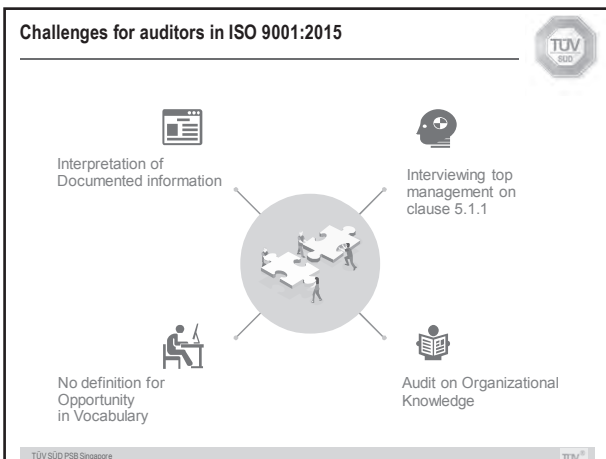 Challenges for auditors in ISO 9001:2015
TÜV
SÜD
Interpretation of
Documented information
Interviewing top
management on
clause 5.1.1
No definition for
Opportunity
in Vocabulary
Audit on Organizational
Knowledge
TÜV SÜD PSB Singapore
TÜV®